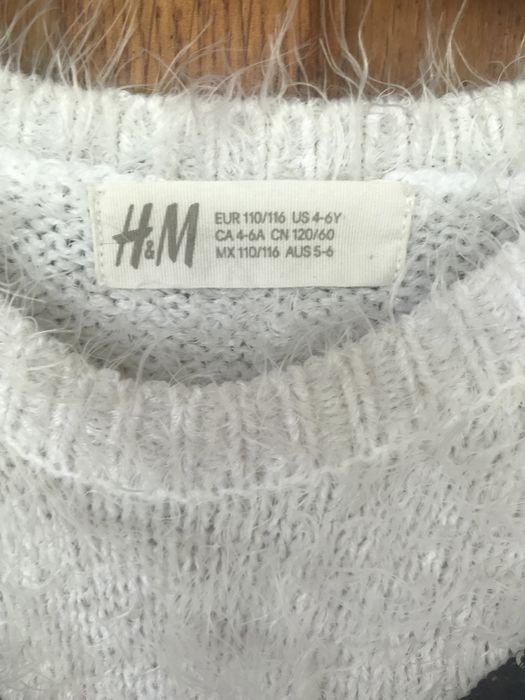 H&M
EUR 110/116 US 4-6Y
CA 4-6A CN 120/60
MX 110/116 AUS 5-6